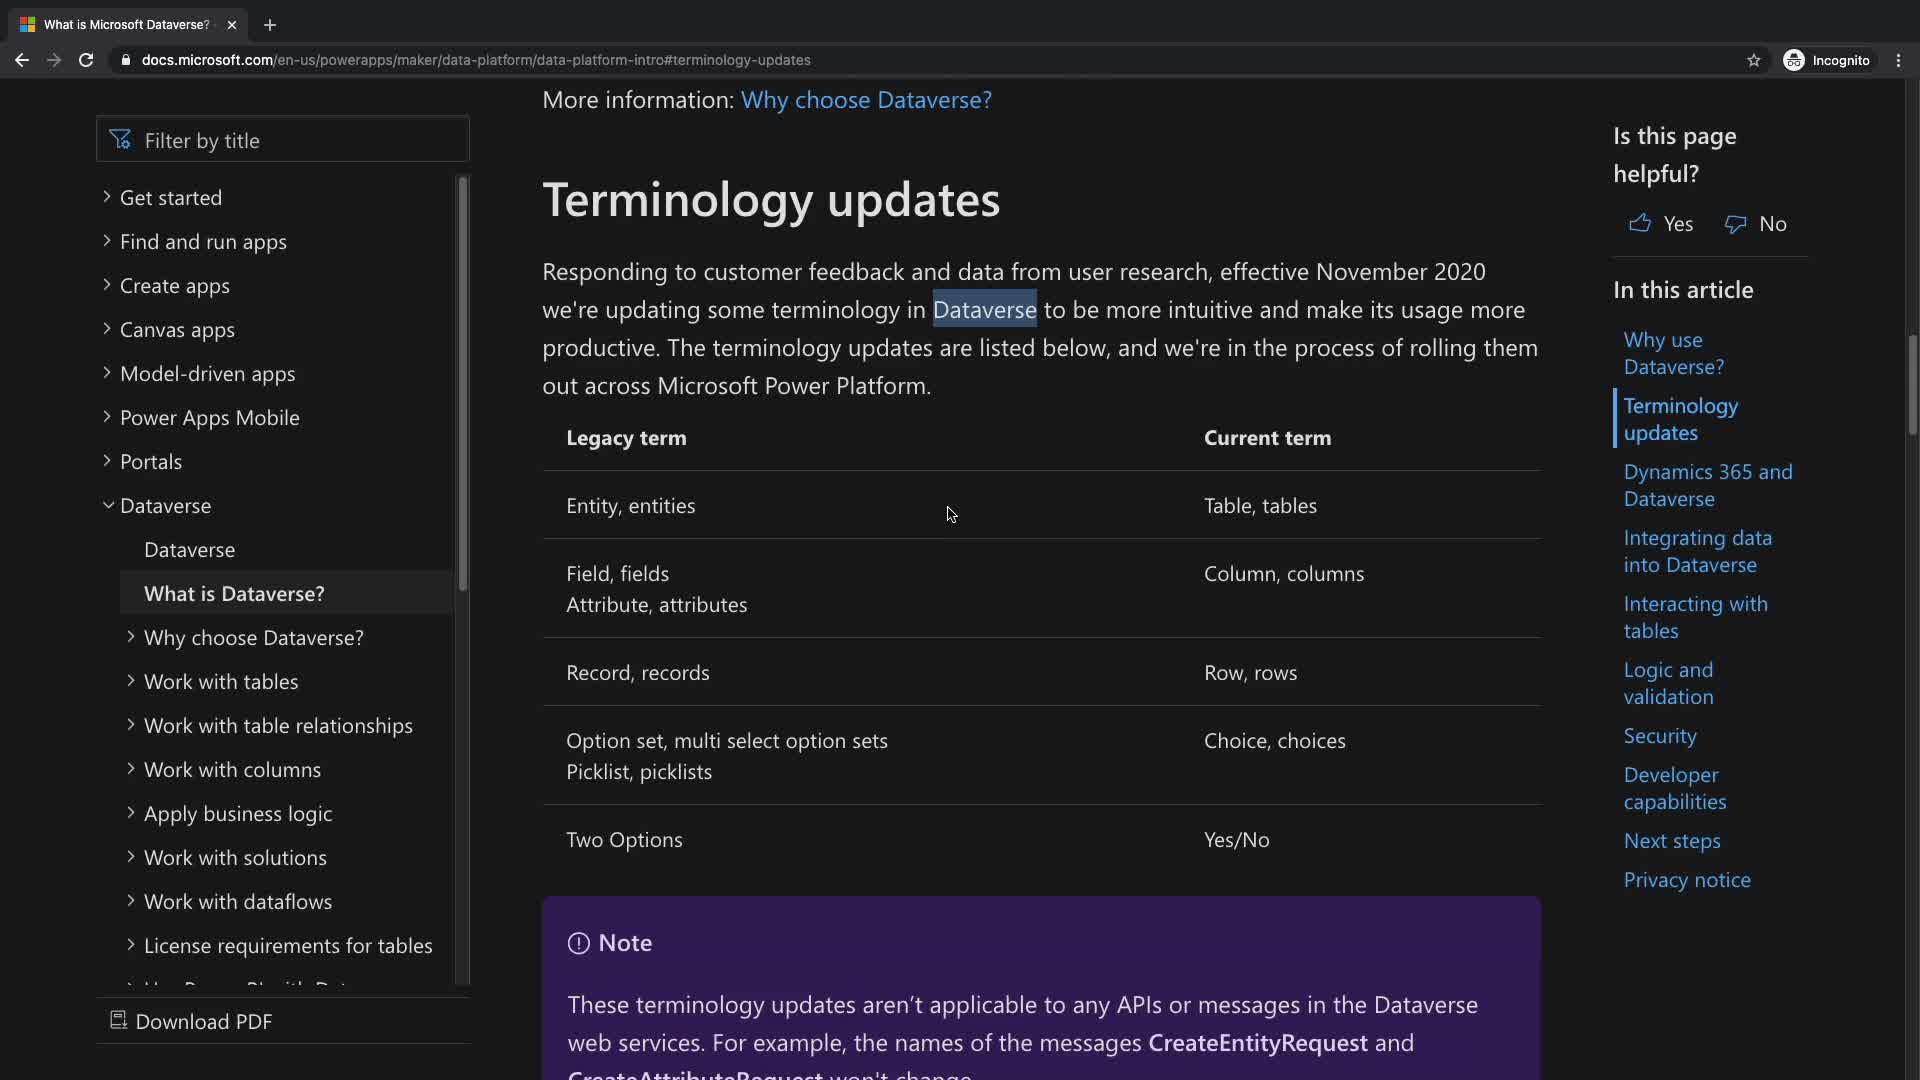 What is Microsoft Dataverse?
docs.microsoft.com/en-us/powerapps/maker/data-platform/data-platform-intro#terminology-updates
Incognito
Filter by title
Get started
Find and run apps
Create apps
Canvas apps
Model-driven apps
Power Apps Mobile
Portals
Dataverse
Dataverse
What is Dataverse?
Why choose Dataverse?
Work with tables
Work with table relationships
Work with columns
Apply business logic
Work with solutions
Work with dataflows
License requirements for tables
Download PDF
More information: Why choose Dataverse?
Terminology updates
Responding to customer feedback and data from user research, effective November 2020
we're updating some terminology in Dataverse to be more intuitive and make its usage more
productive. The terminology updates are listed below, and we're in the process of rolling them
out across Microsoft Power Platform.
Legacy term Current term
Entity, entities Table, tables
Field, fields Column, columns
Attribute, attributes
Record, records Row, rows
Option set, multi select option sets Choice, choices
Picklist, picklists
Two Options Yes/No
Note
These terminology updates aren’t applicable to any APIs or messages in the Dataverse
web services. For example, the names of the messages CreateEntityRequest and
CreateAttributeRequest won't change
Is this page
helpful?
Yes No
In this article
Why use
Dataverse?
Terminology
updates
Dynamics 365 and
Dataverse
Integrating data
into Dataverse
Interacting with
tables
Logic and
validation
Security
Developer
capabilities
Next steps
Privacy notice